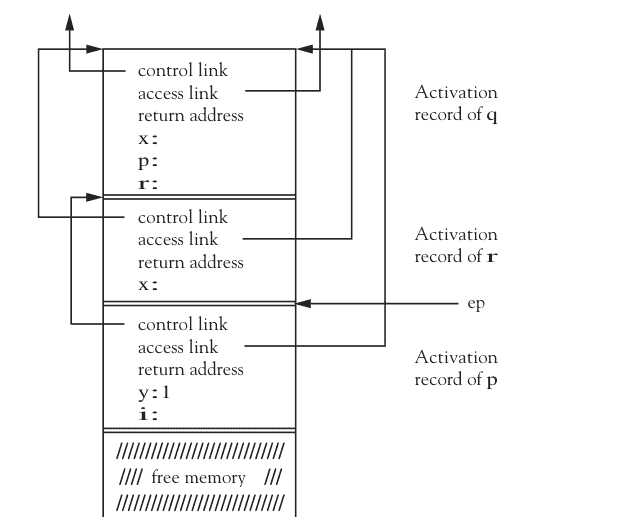 control link
access link
return address
x:
p:
r:
Activation
record of q
control link
access link
return address
x:
Activation
record of r
ep
control link
access link
return address
y: 1
i:
Activation
record of p
free memory